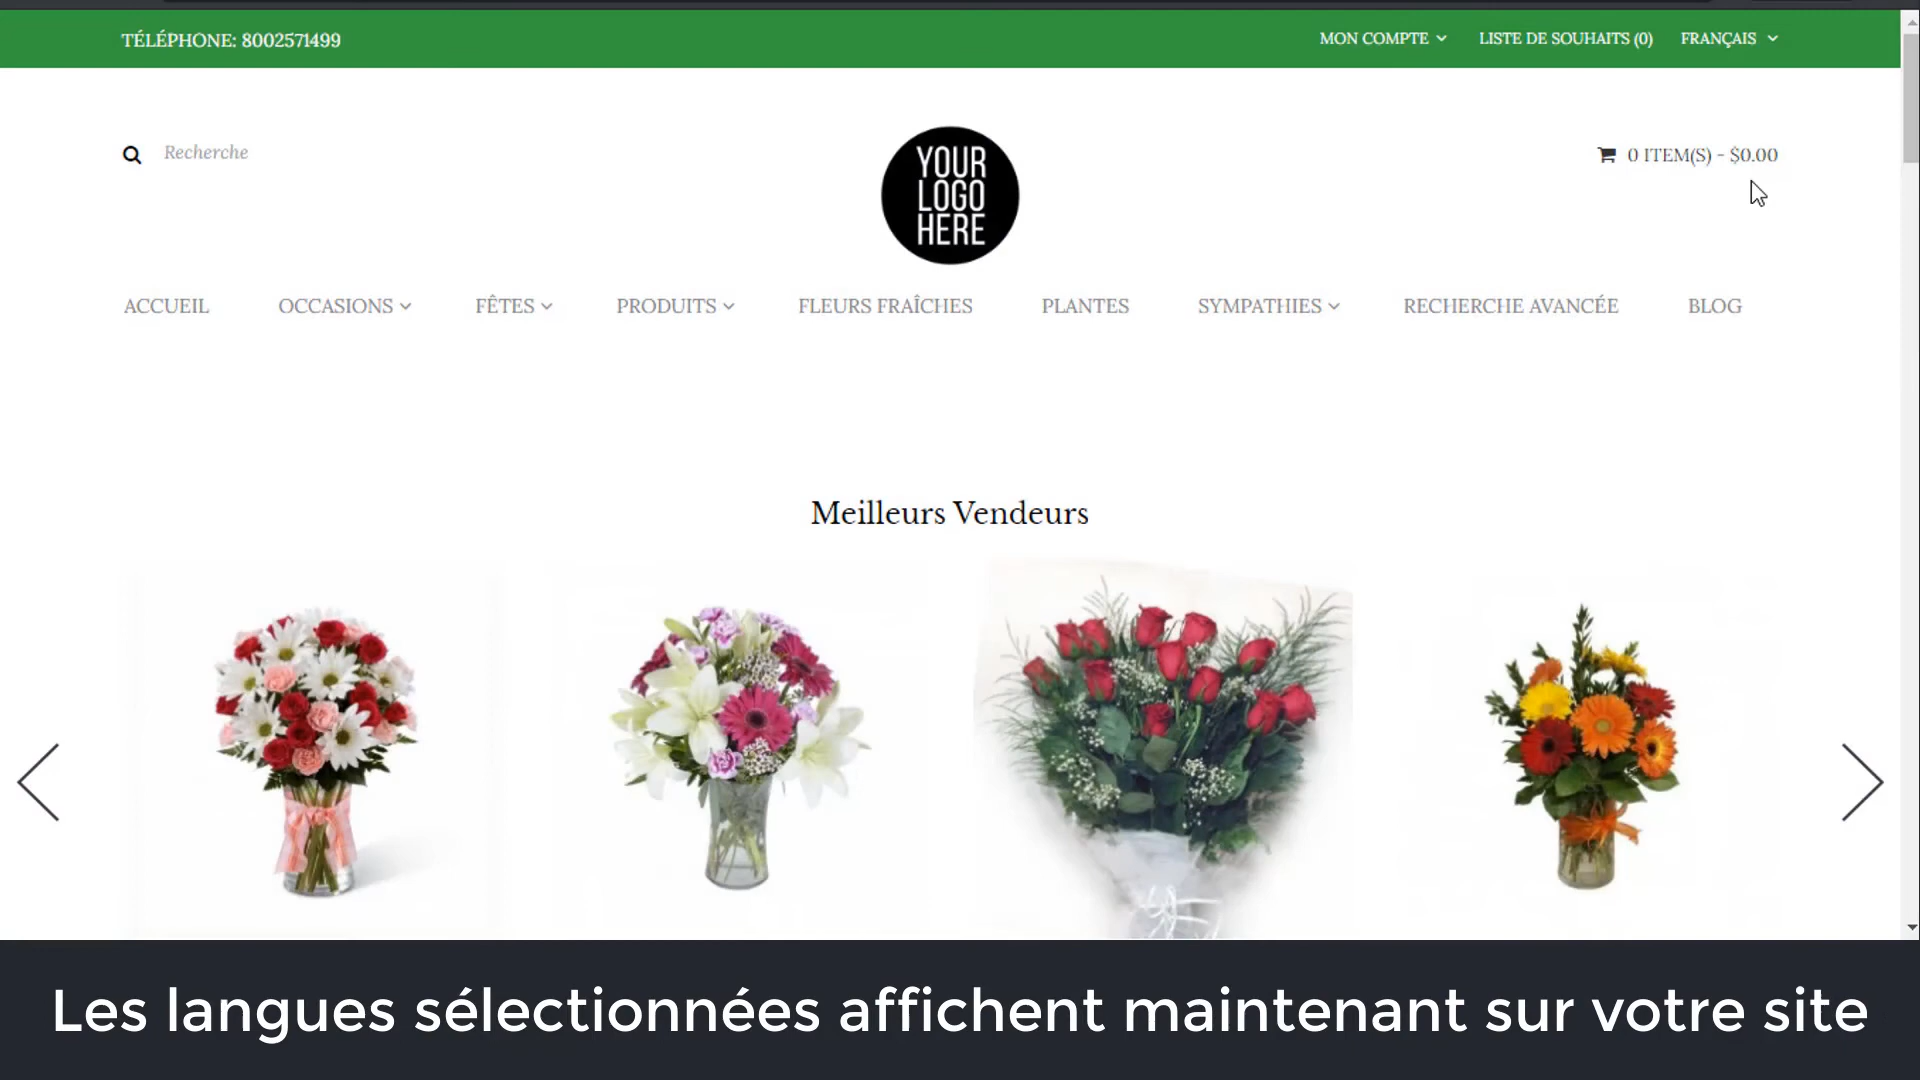 TÉLÉPHONE: 8002571499
MON COMPTE
LISTE DE SOUHAITS (0)
FRANÇAIS
Recherche
YOUR
LOGO
HERE
0 ITEM(S) - $0.00
ACCUEIL
OCCASIONS
FÊTES
PRODUITS
FLEURS FRAÎCHES
PLANTES
SYMPATHIES
RECHERCHE AVANCÉE
BLOG
Meilleurs Vendeurs
Les langues sélectionnées affichent maintenant sur votre site